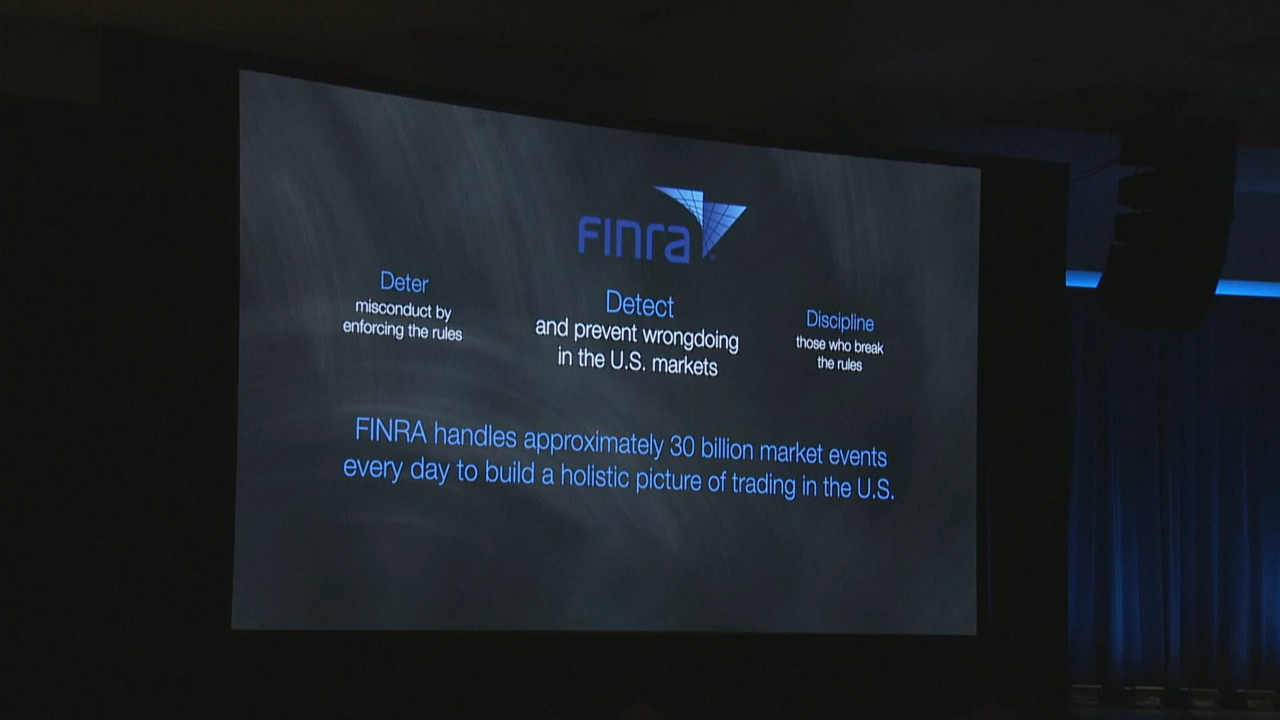 FINRA
Deter
misconduct by
enforcing the rules
Detect
and prevent wrongdoing
in the U.S. markets
Discipline
those who break
the rules
FINRA handles approximately 30 billion market events
every day to build a holistic picture of trading in the U.S.